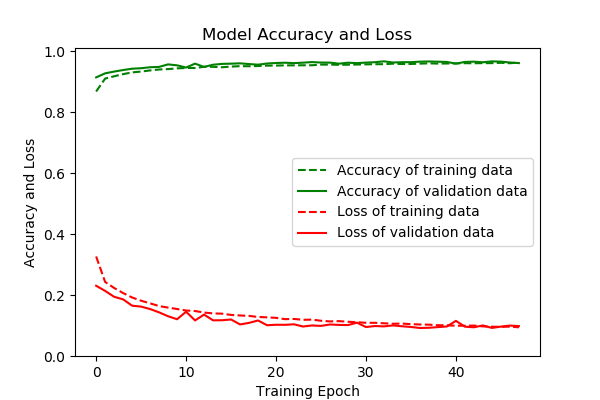 Model Accuracy and Loss
1.0
0.8
0.6
0.4
0.2
0.0
Accuracy and Loss
Accuracy of training data
Accuracy of validation data
Loss of training data
Loss of validation data
0 10 20 30 40
Training Epoch